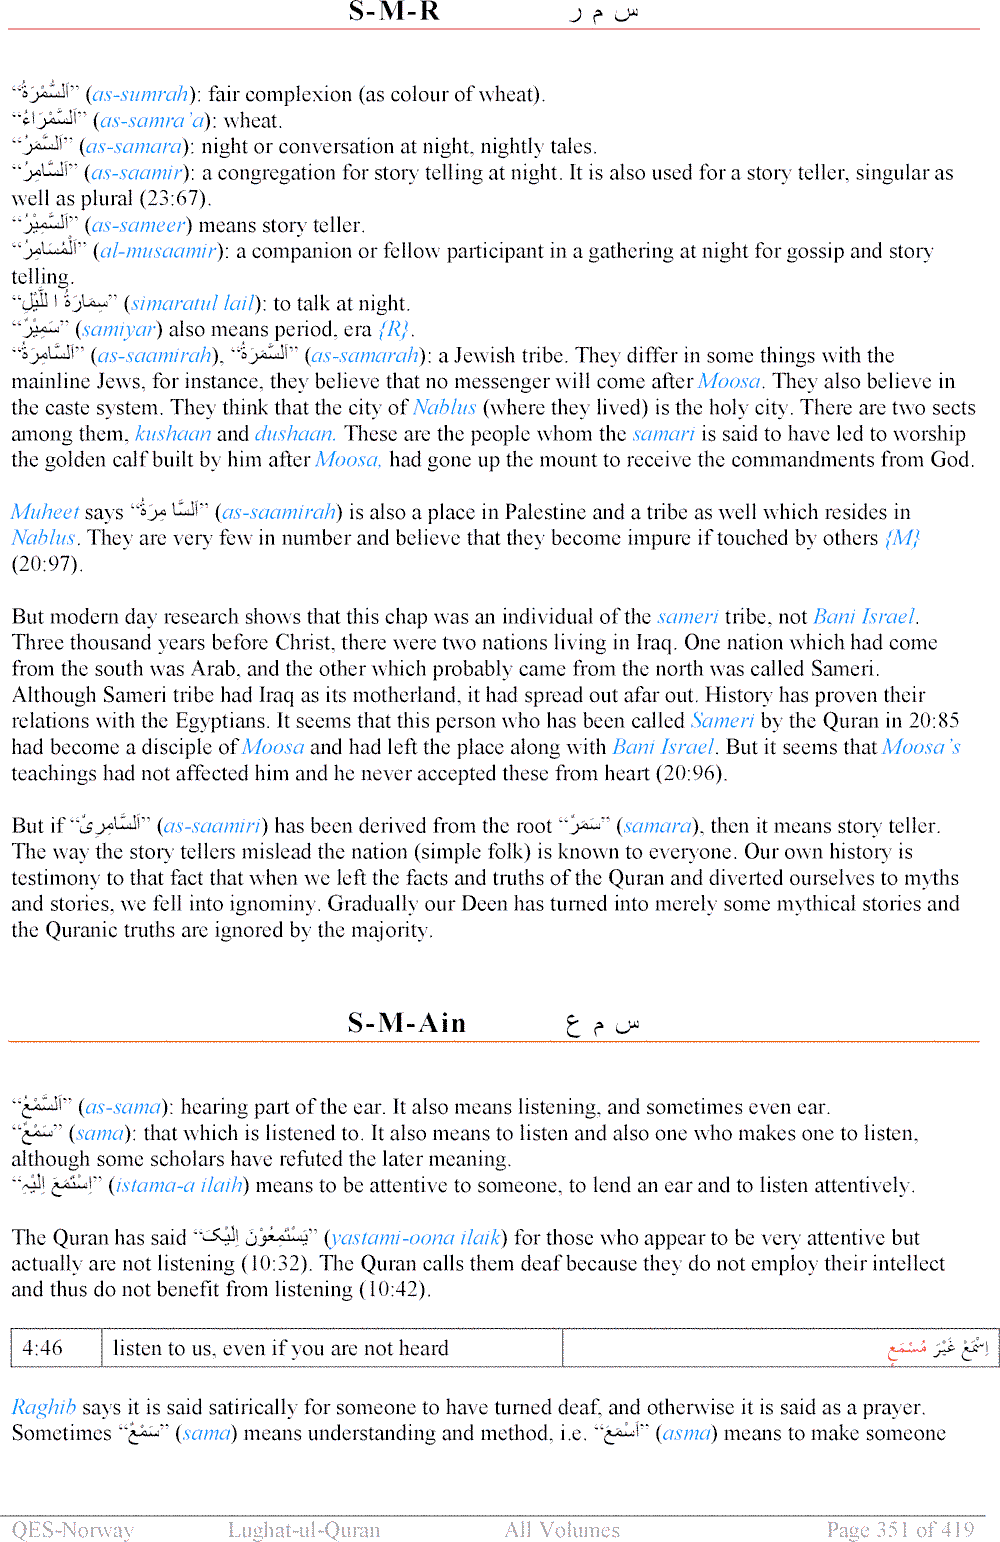 S-M-R س م ر
“اَلسُّمْرَۃُ” (as-sumrah): fair complexion (as colour of wheat).
“اَلسَّمْرَاءُ” (as-samra’a): wheat.
“اَلسَّمَرُ” (as-samara): night or conversation at night, nightly tales.
“اَلسَّامِرُ” (as-saamir): a congregation for story telling at night. It is also used for a story teller, singular as
well as plural (23:67).
“اَلسَّمِیْرُ” (as-sameer) means story teller.
“اَلْمُسَامِرُ” (al-musaamir): a companion or fellow participant in a gathering at night for gossip and story
telling.
“سِمَارَۃُ ا للَّیْلِ” (simaratul lail): to talk at night.
“سَمِیْرٌ” (samiyar) also means period, era {R}.
“اَلسَّامِرَۃُ” (as-saamirah), “اَلسَّمَرَۃُ” (as-samarah): a Jewish tribe. They differ in some things with the
mainline Jews, for instance, they believe that no messenger will come after Moosa. They also believe in
the caste system. They think that the city of Nablus (where they lived) is the holy city. There are two sects
among them, kushaan and dushaan. These are the people whom the samari is said to have led to worship
the golden calf built by him after Moosa, had gone up the mount to receive the commandments from God.
Muheet says “اَلسَّا مِرَۃُ” (as-saamirah) is also a place in Palestine and a tribe as well which resides in
Nablus. They are very few in number and believe that they become impure if touched by others {M}
(20:97).
But modern day research shows that this chap was an individual of the sameri tribe, not Bani Israel.
Three thousand years before Christ, there were two nations living in Iraq. One nation which had come
from the south was Arab, and the other which probably came from the north was called Sameri.
Although Sameri tribe had Iraq as its motherland, it had spread out afar out. History has proven their
relations with the Egyptians. It seems that this person who has been called Sameri by the Quran in 20:85
had become a disciple of Moosa and had left the place along with Bani Israel. But it seems that Moosa’s
teachings had not affected him and he never accepted these from heart (20:96).
But if “اَلسَّامِرِیُّ” (as-saamiri) has been derived from the root “سَمَرٌ” (samara), then it means story teller.
The way the story tellers mislead the nation (simple folk) is known to everyone. Our own history is
testimony to that fact that when we left the facts and truths of the Quran and diverted ourselves to myths
and stories, we fell into ignominy. Gradually our Deen has turned into merely some mythical stories and
the Quranic truths are ignored by the majority.
S-M-Ain س م ع
“اَلسَّمْعُ” (as-sama): hearing part of the ear. It also means listening, and sometimes even ear.
“سَمْعٌ” (sama): that which is listened to. It also means to listen and also one who makes one to listen,
although some scholars have refuted the later meaning.
“اِسْتَمَعَ اِلَیْہِ” (istama-a ilaih) means to be attentive to someone, to lend an ear and to listen attentively.
The Quran has said “یَسْتَمِعُوْنَ اِلَیْکَ” (yastami-oona ilaik) for those who appear to be very attentive but
actually are not listening (10:32). The Quran calls them deaf because they do not employ their intellect
and thus do not benefit from listening (10:42).
4:46 listen to us, even if you are not heard اِسْمَعْ غَیْرَ مُسْمَعٍ
Raghib says it is said satirically for someone to have turned deaf, and otherwise it is said as a prayer.
Sometimes “سَمْعٌ” (sama) means understanding and method, i.e. “اَسْمَعَ” (asma) means to make someone
QES-Norway Lughat-ul-Quran All Volumes Page 351 of 419